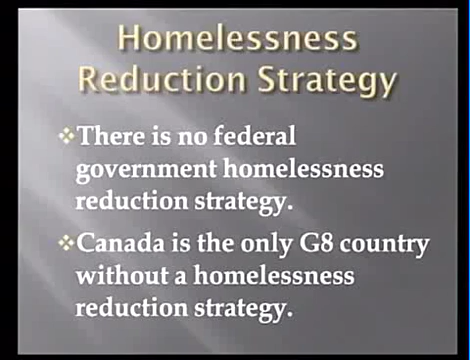 Homelessness
Reduction Strategy
❖There is no federal
government homelessness
reduction strategy.
❖Canada is the only G8 country
without a homelessness
reduction strategy.